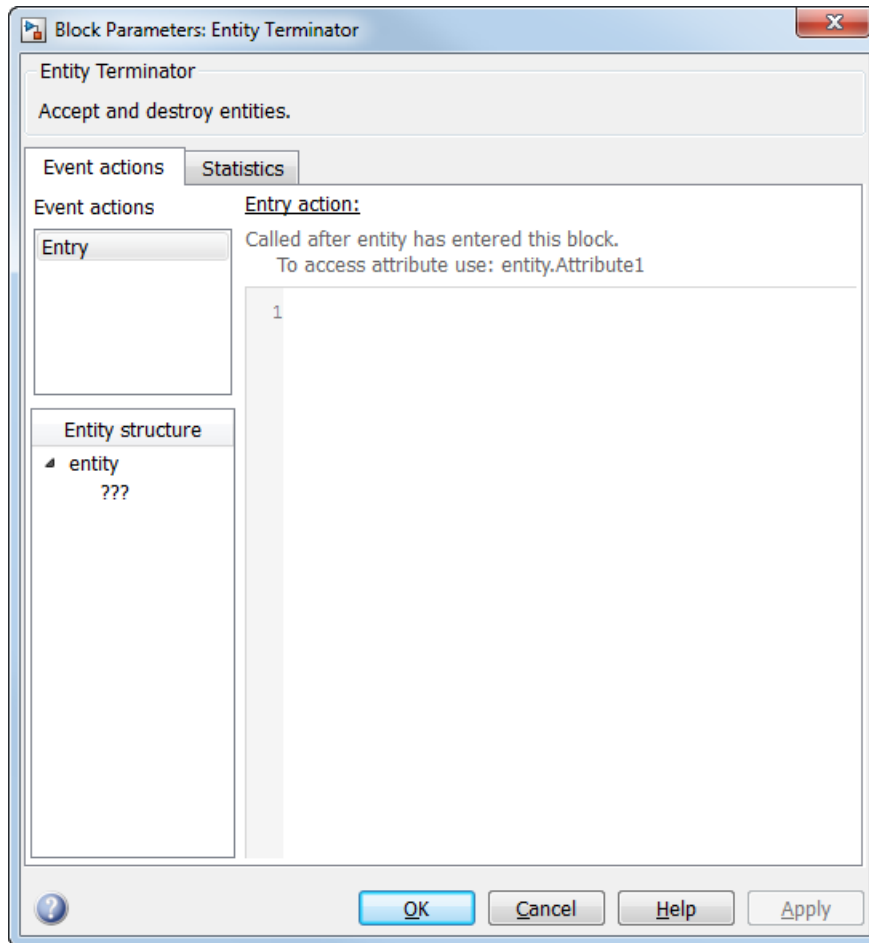 Block Parameters: Entity Terminator
Entity Terminator
Accept and destroy entities.
Event actions
Statistics
Event actions
Entry
Entry action:
Called after entity has entered this block.
To access attribute use: entity.Attribute1
1
Entity structure
entity
???
OK
Cancel
Help
Apply